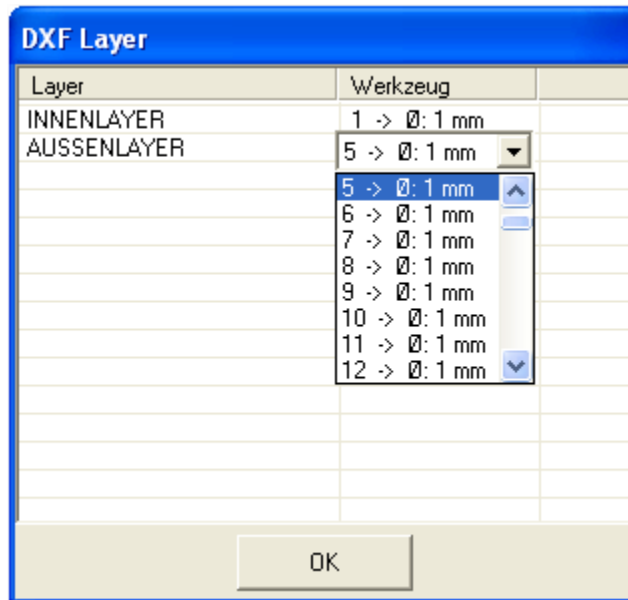 DXF Layer
Layer Werkzeug
INNENLAYER 1 -> Ø: 1 mm
AUSSENLAYER 5 -> Ø: 1 mm
5 -> Ø: 1 mm
6 -> Ø: 1 mm
7 -> Ø: 1 mm
8 -> Ø: 1 mm
9 -> Ø: 1 mm
10 -> Ø: 1 mm
11 -> Ø: 1 mm
12 -> Ø: 1 mm
OK